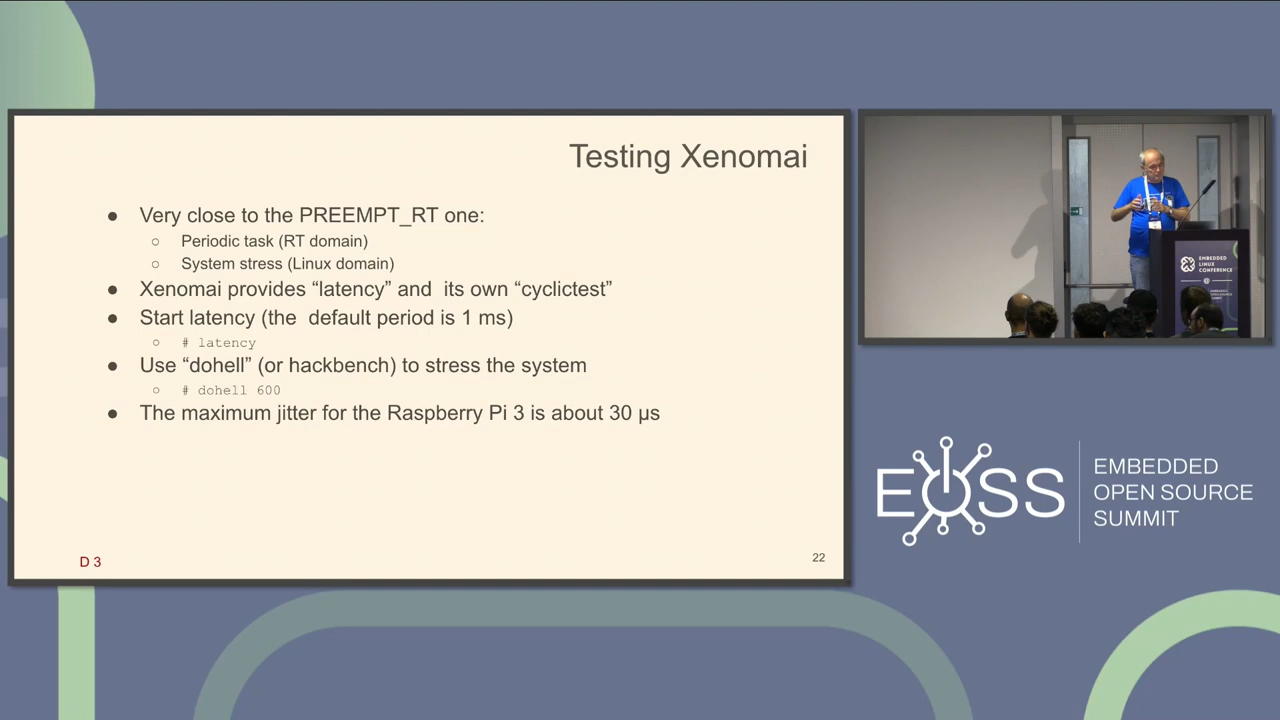 Testing Xenomai
● Very close to the PREEMPT_RT one:
○ Periodic task (RT domain)
○ System stress (Linux domain)
● Xenomai provides “latency” and its own “cyclictest”
● Start latency (the default period is 1 ms)
○ # latency
● Use “dohell” (or hackbench) to stress the system
○ # dohell 600
● The maximum jitter for the Raspberry Pi 3 is about 30 µs
D 3
22
EMBEDDED
LINUX
CONFERENCE
EOSS
EMBEDDED
OPEN SOURCE
SUMMIT